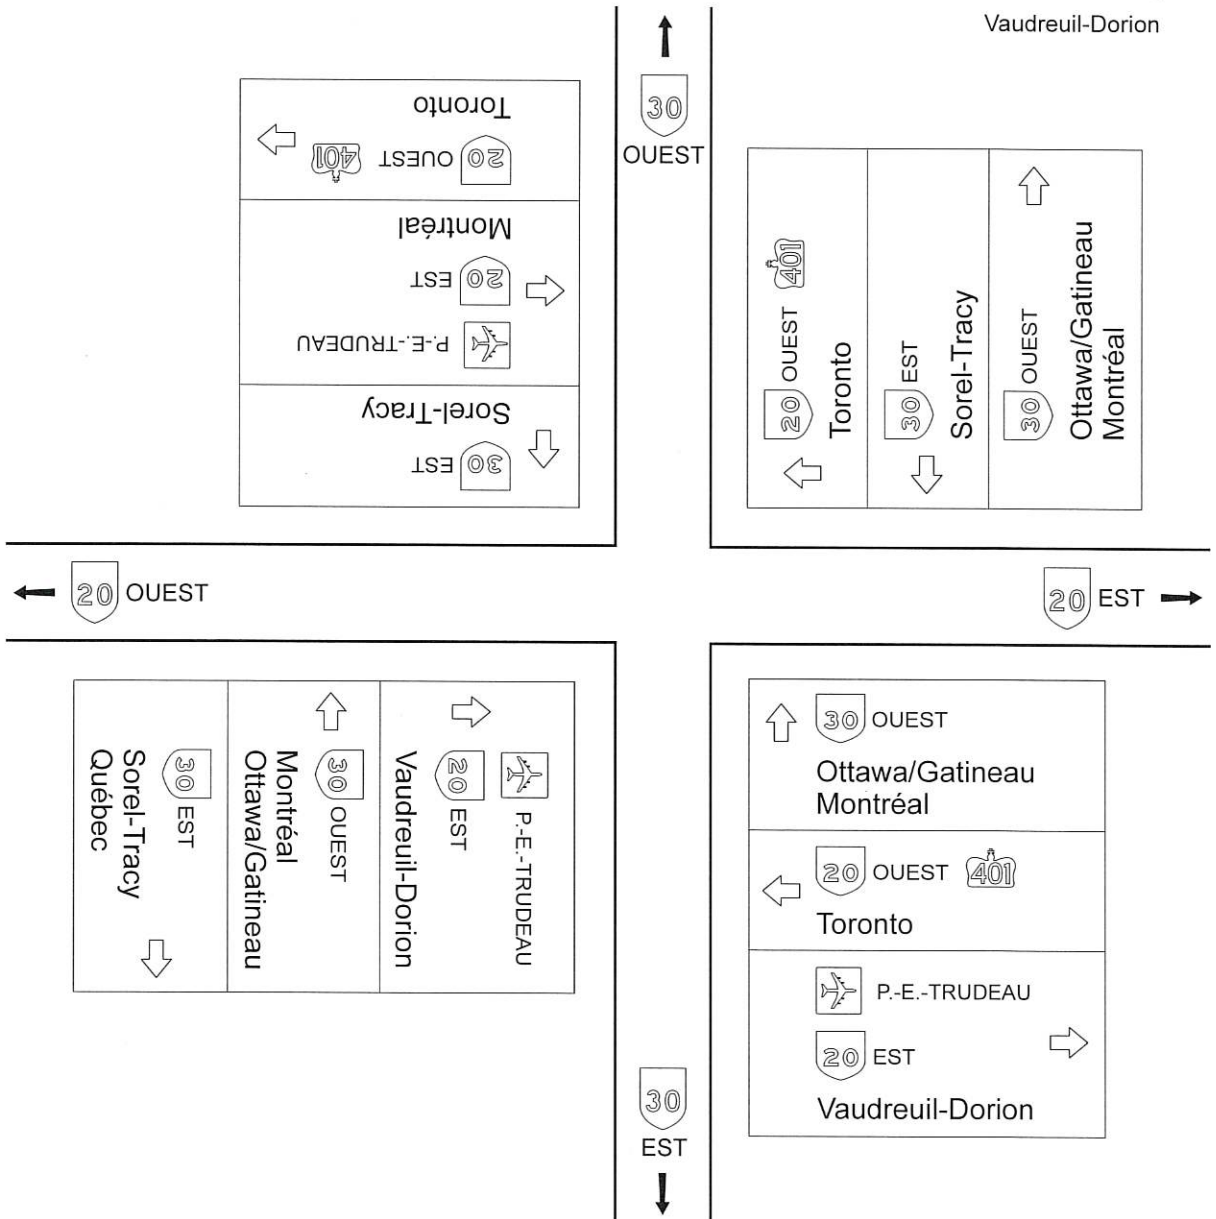 Vaudreuil-Dorion
30
OUEST
Toronto
20 OUEST 401
Montréal
20 EST
P.-E.-TRUDEAU
Sorel-Tracy
30 EST
20 OUEST 401
Toronto
30 EST
Sorel-Tracy
30 OUEST
Ottawa/Gatineau
Montréal
20 OUEST
20 EST
P.-E.-TRUDEAU
20 EST
Vaudreuil-Dorion
30 OUEST
Montréal
Ottawa/Gatineau
30 EST
Sorel-Tracy
Québec
30 OUEST
Ottawa/Gatineau
Montréal
20 OUEST 401
Toronto
P.-E.-TRUDEAU
20 EST
Vaudreuil-Dorion
30
EST